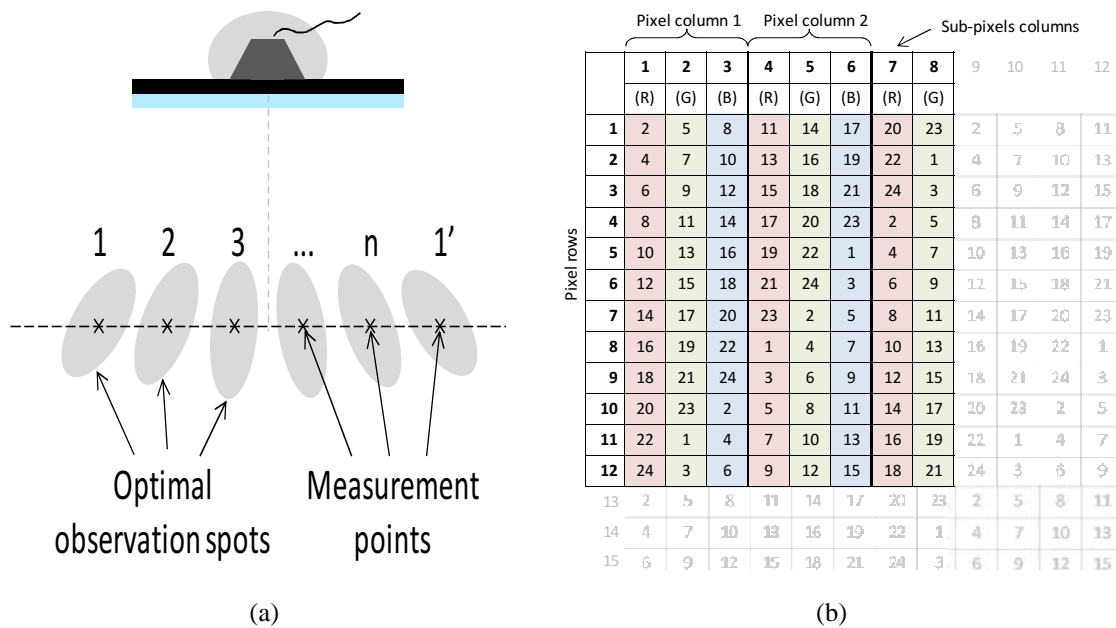 1 2 3 ... n 1'
Optimal
observation spots
Measurement
points
(a)
Pixel column 1 Pixel column 2 Sub-pixels columns
1 2 3 4 5 6 7 8 9 10 11 12
(R) (G) (B) (R) (G) (B) (R) (G)
Pixel rows
1 2 5 8 11 14 17 20 23 2 5 8 11
2 4 7 10 13 16 19 22 1 4 7 10 13
3 6 9 12 15 18 21 24 3 6 9 12 15
4 8 11 14 17 20 23 2 5 8 11 14 17
5 10 13 16 19 22 1 4 7 10 13 16 19
6 12 15 18 21 24 3 6 9 12 15 18 21
7 14 17 20 23 2 5 8 11 14 17 20 23
8 16 19 22 1 4 7 10 13 16 19 22 1
9 18 21 24 3 6 9 12 15 18 21 24 3
10 20 23 2 5 8 11 14 17 20 23 2 5
11 22 1 4 7 10 13 16 19 22 1 4 7
12 24 3 6 9 12 15 18 21 24 3 6 9
13 2 5 8 11 14 17 20 23 2 5 8 11
14 4 7 10 13 16 19 22 1 4 7 10 13
15 6 9 12 15 18 21 24 3 6 9 12 15
(b)